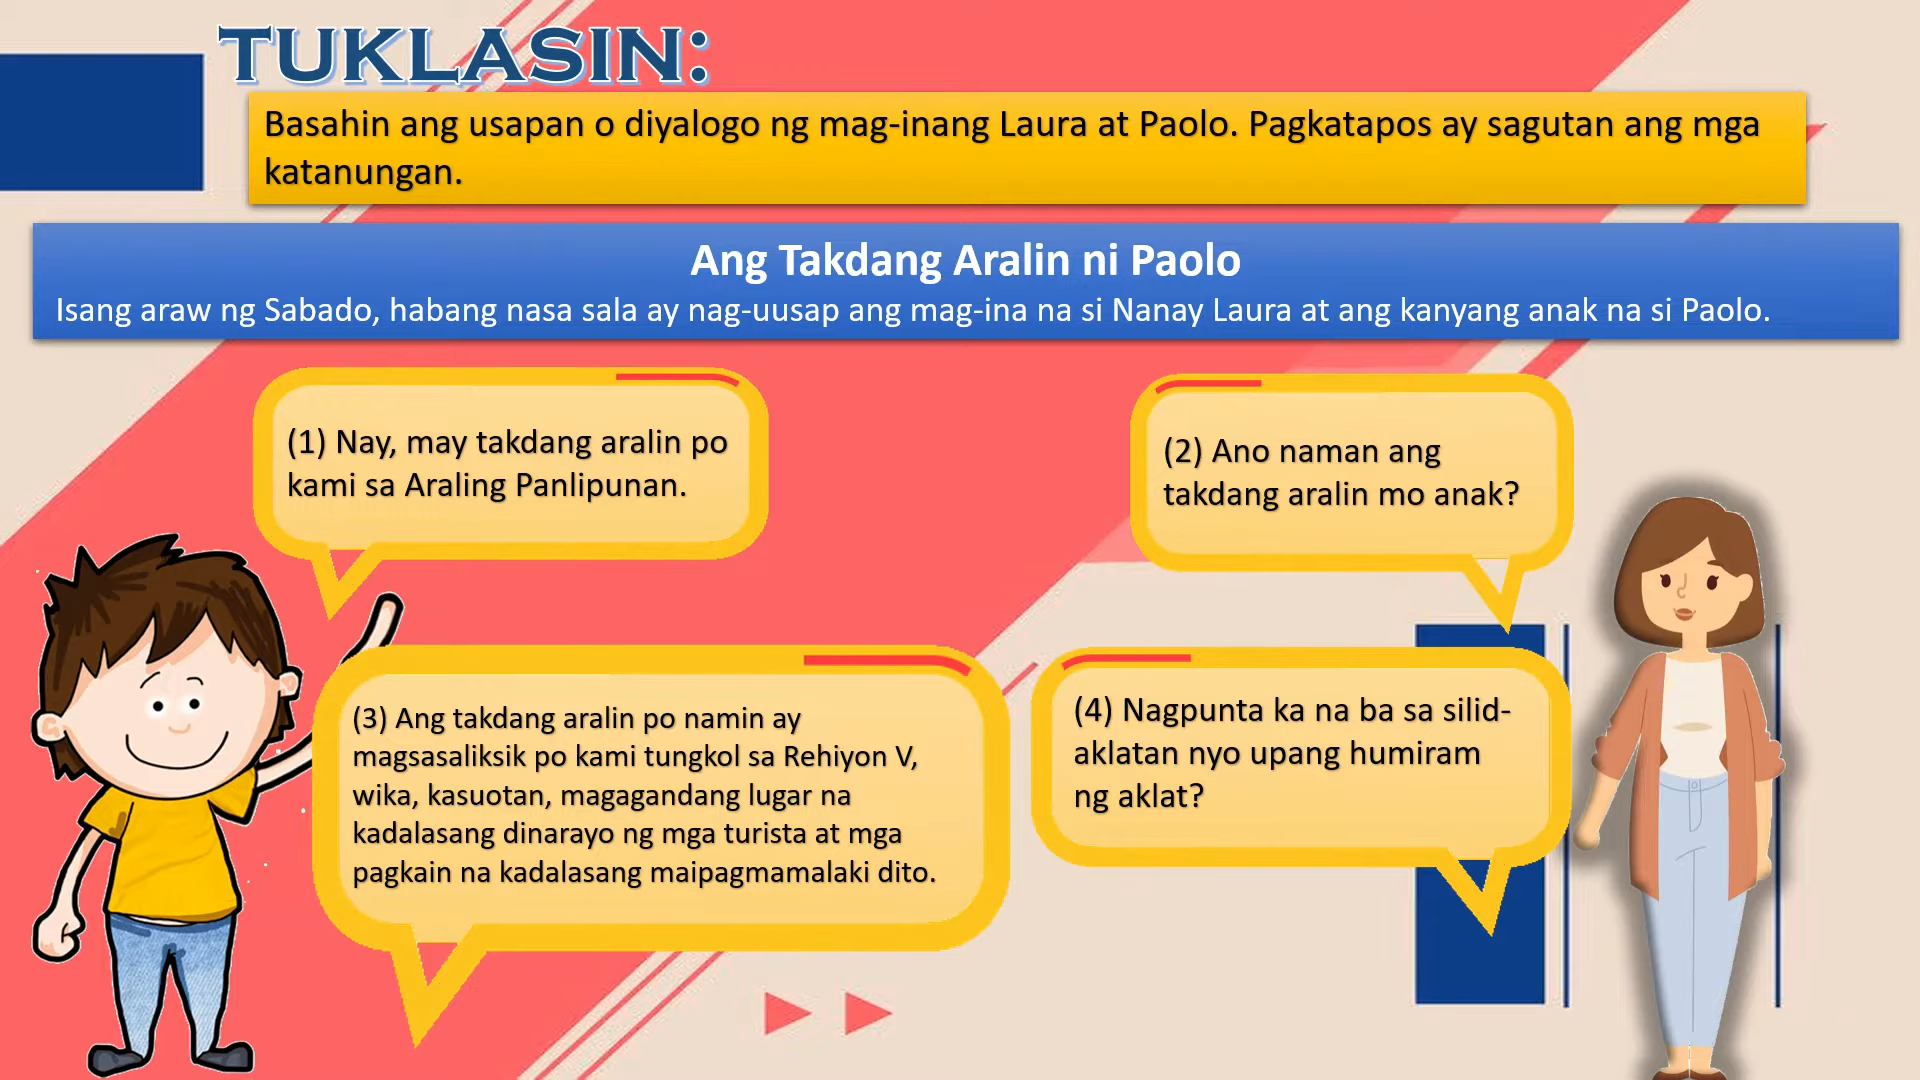 TUKLASIN:
Basahin ang usapan o diyalogo ng mag-inang Laura at Paolo. Pagkatapos ay sagutan ang mga
katanungan.
Ang Takdang Aralin ni Paolo
Isang araw ng Sabado, habang nasa sala ay nag-uusap ang mag-ina na si Nanay Laura at ang kanyang anak na si Paolo.
(1) Nay, may takdang aralin po
kami sa Araling Panlipunan.
(2) Ano naman ang
takdang aralin mo anak?
(3) Ang takdang aralin po namin ay
magsasaliksik po kami tungkol sa Rehiyon V,
wika, kasuotan, magagandang lugar na
kadalasang dinarayo ng mga turista at mga
pagkain na kadalasang maipagmamalaki dito.
(4) Nagpunta ka na ba sa silid-
aklatan nyo upang humiram
ng aklat?